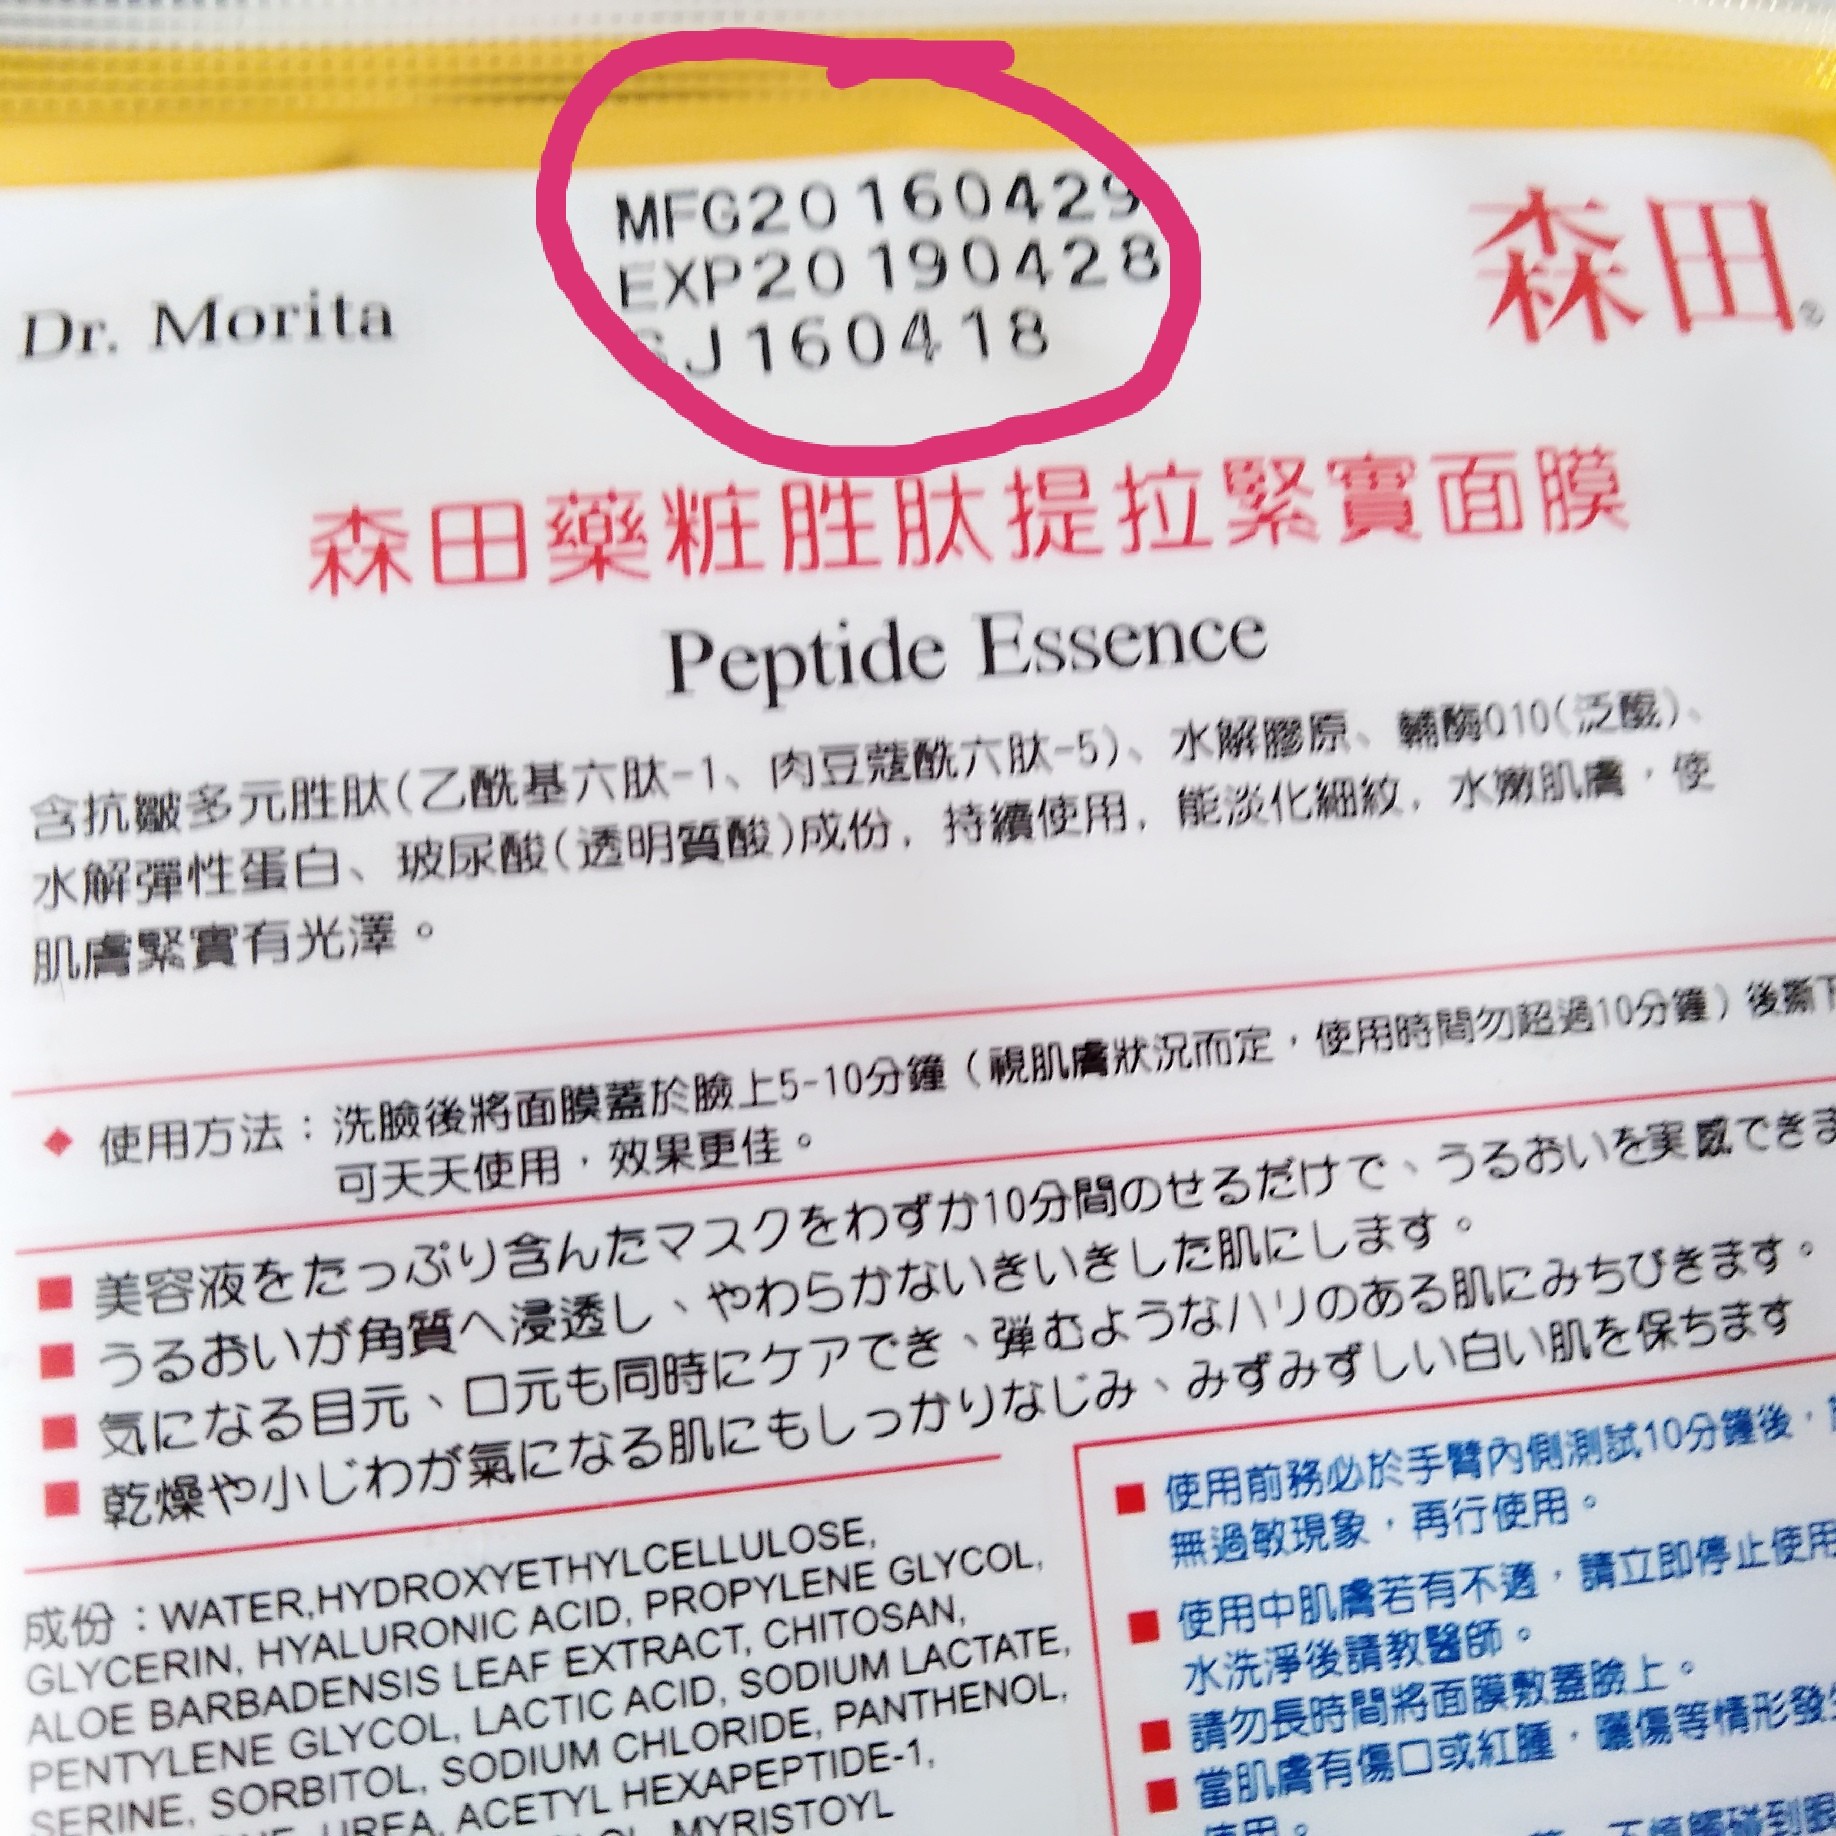 MFG20160429
EXP20190428
SJ160418
Dr. Morita
森田®
森田藥粧胜肽提拉緊實面膜
Peptide Essence
含抗皺多元胜肽(乙酰基六肽-1、肉豆蔻酰六肽-5)、水解膠原、輔酶Q10(泛醌)、
水解彈性蛋白、玻尿酸(透明質酸)成份, 持續使用, 能淡化細紋, 水嫩肌膚,使
肌膚緊實有光澤。
◆ 使用方法:洗臉後將面膜蓋於臉上5-10分鐘(視肌膚狀況而定,使用時間勿超過10分鐘)後撕下
可天天使用,效果更佳。
■ 美容液をたっぷり含んたマスクをわずか10分間のせるだけで、うるおいを実感できま
■ うるおいが角質へ浸透し、やわらかないきいきした肌にします。
■ 気になる目元、口元も同時にケアでき、弾むようなハリのある肌にみちびきます。
■ 乾燥や小じわが氣になる肌にもしっかりなじみ、みずみずしい白い肌を保ちます
成份:WATER,HYDROXYETHYLCELLULOSE,
GLYCERIN, HYALURONIC ACID, PROPYLENE GLYCOL,
ALOE BARBADENSIS LEAF EXTRACT, CHITOSAN,
PENTYLENE GLYCOL, LACTIC ACID, SODIUM LACTATE,
SERINE, SORBITOL, SODIUM CHLORIDE, PANTHENOL,
UREA, ACETYL HEXAPEPTIDE-1,
MYRISTOYL
■ 使用前務必於手臂內側測試10分鐘後,
無過敏現象,再行使用。
■ 使用中肌膚若有不適,請立即停止使用
水洗淨後請教醫師。
■ 請勿長時間將面膜敷蓋臉上。
■ 當肌膚有傷口或紅腫,曬傷等情形發生
使用。